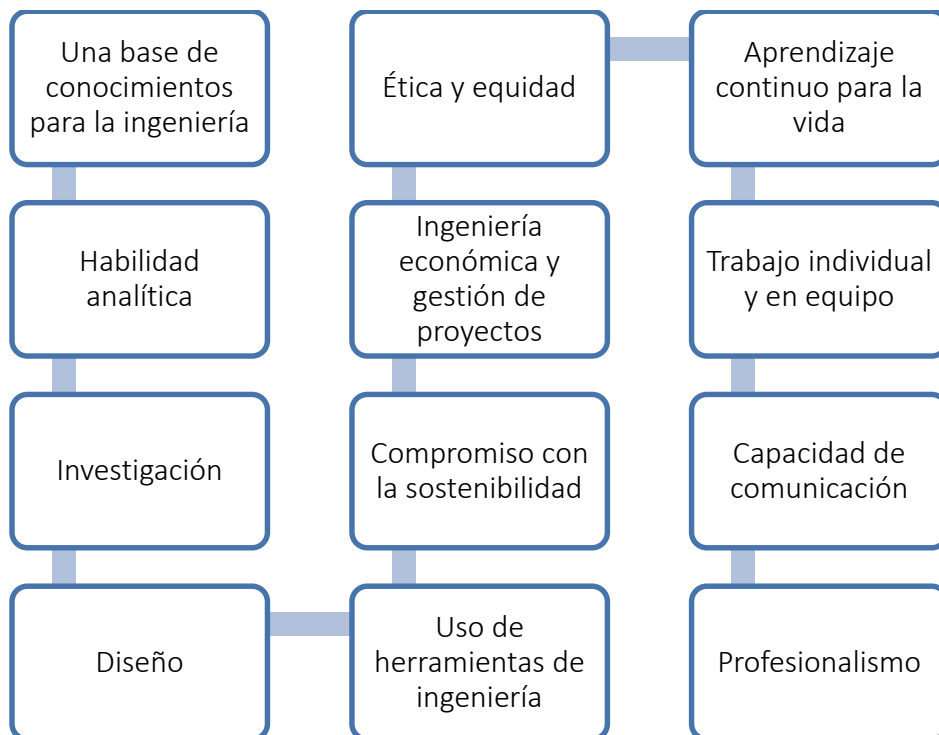 Una base de
conocimientos
para la ingeniería
Habilidad
analítica
Investigación
Diseño
Uso de
herramientas de
ingeniería
Compromiso con
la sostenibilidad
Ingeniería
económica y
gestión de
proyectos
Ética y equidad
Aprendizaje
continuo para la
vida
Trabajo individual
y en equipo
Capacidad de
comunicación
Profesionalismo